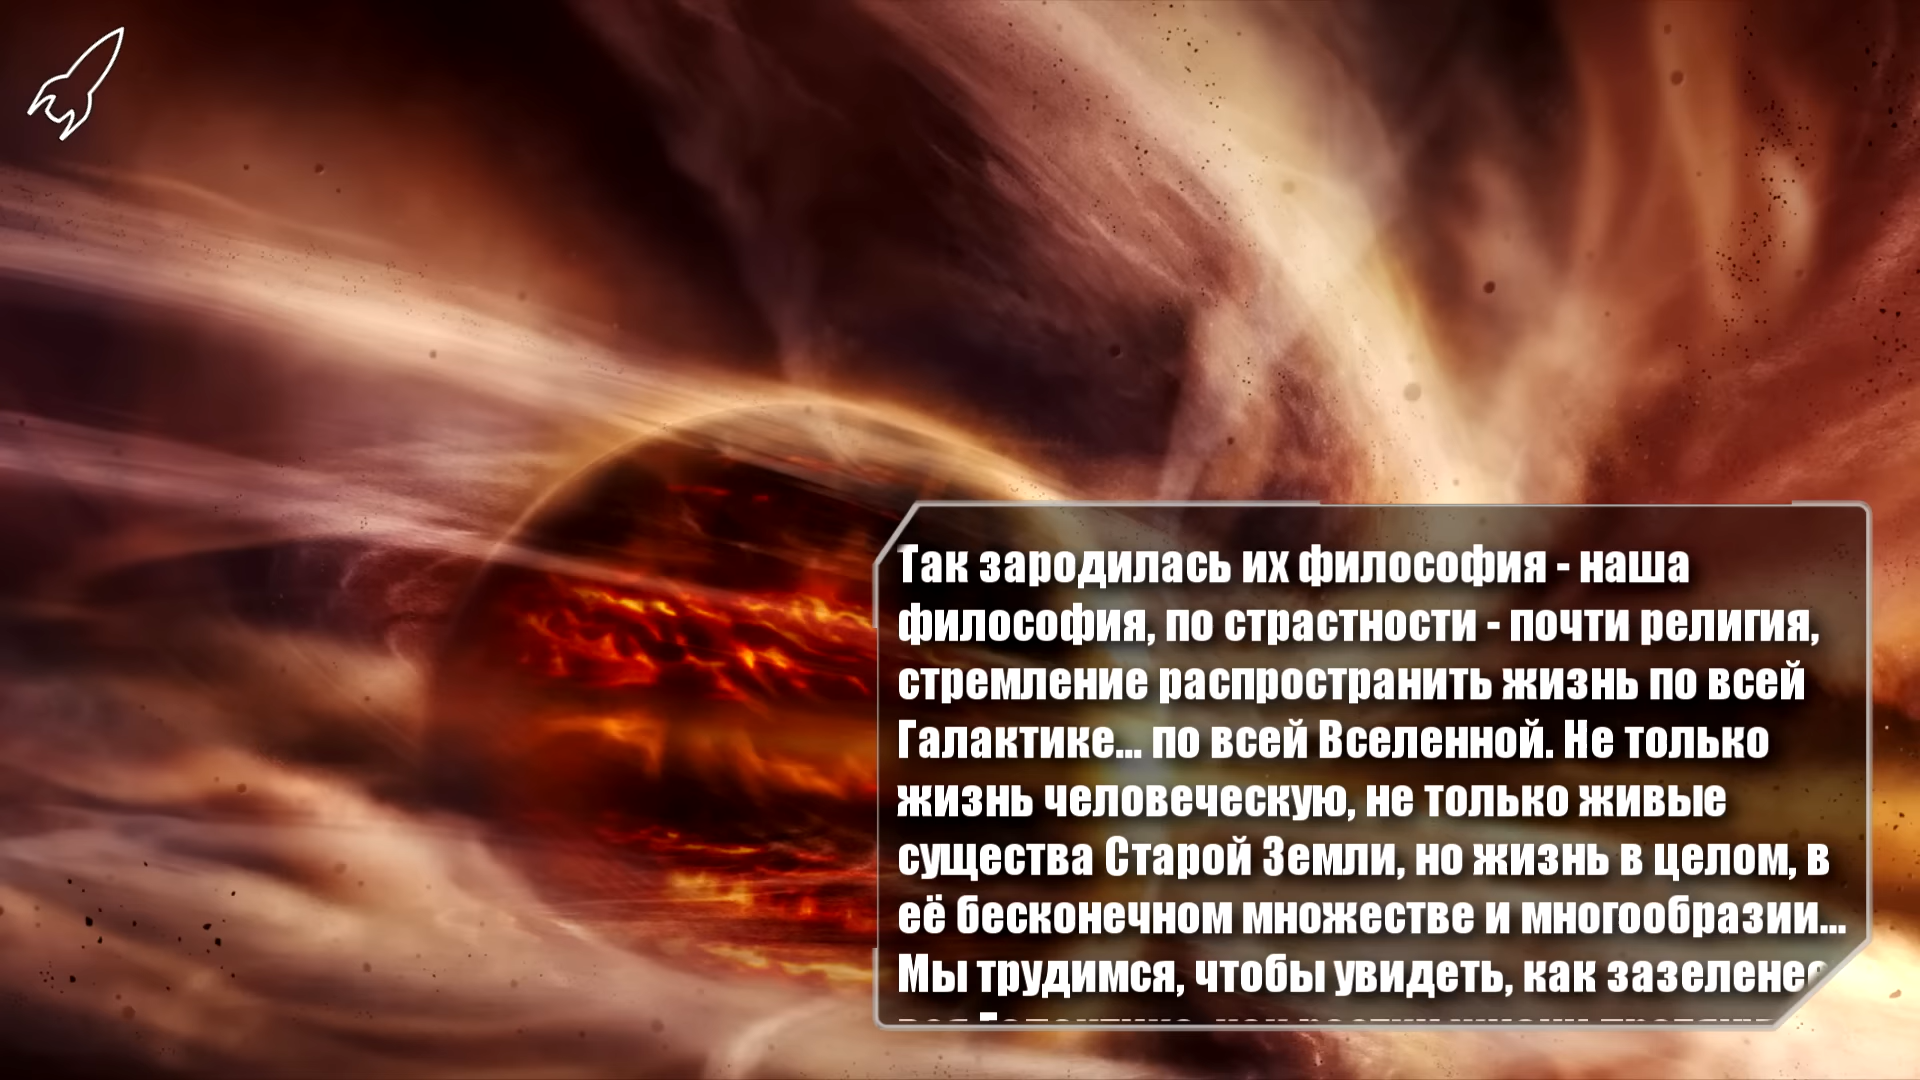 Так зародилась их философия - наша
философия, по страстности - почти религия,
стремление распространить жизнь по всей
Галактике... по всей Вселенной. Не только
жизнь человеческую, не только живые
существа Старой Земли, но жизнь в целом, в
её бесконечном множестве и многообразии...
Мы трудимся, чтобы увидеть, как